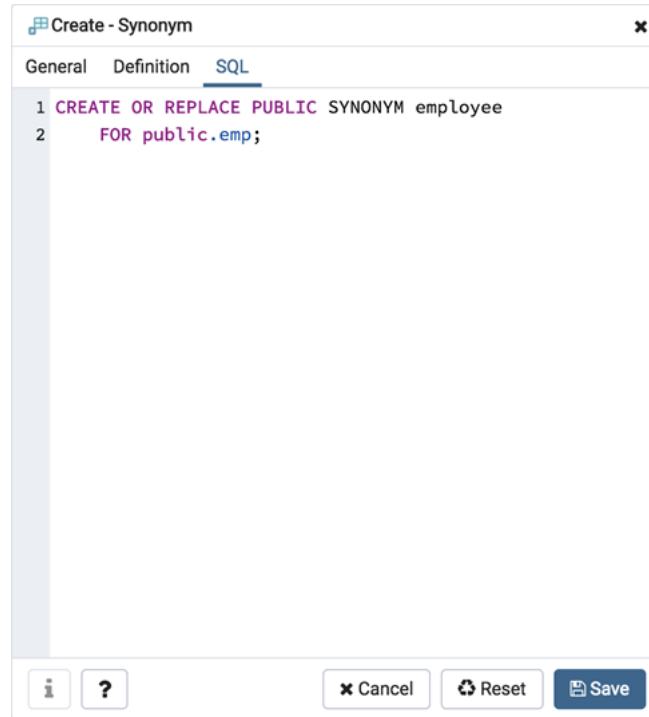 Create - Synonym
General Definition SQL
1 CREATE OR REPLACE PUBLIC SYNONYM employee
2 FOR public.emp;
i ? Cancel Reset Save